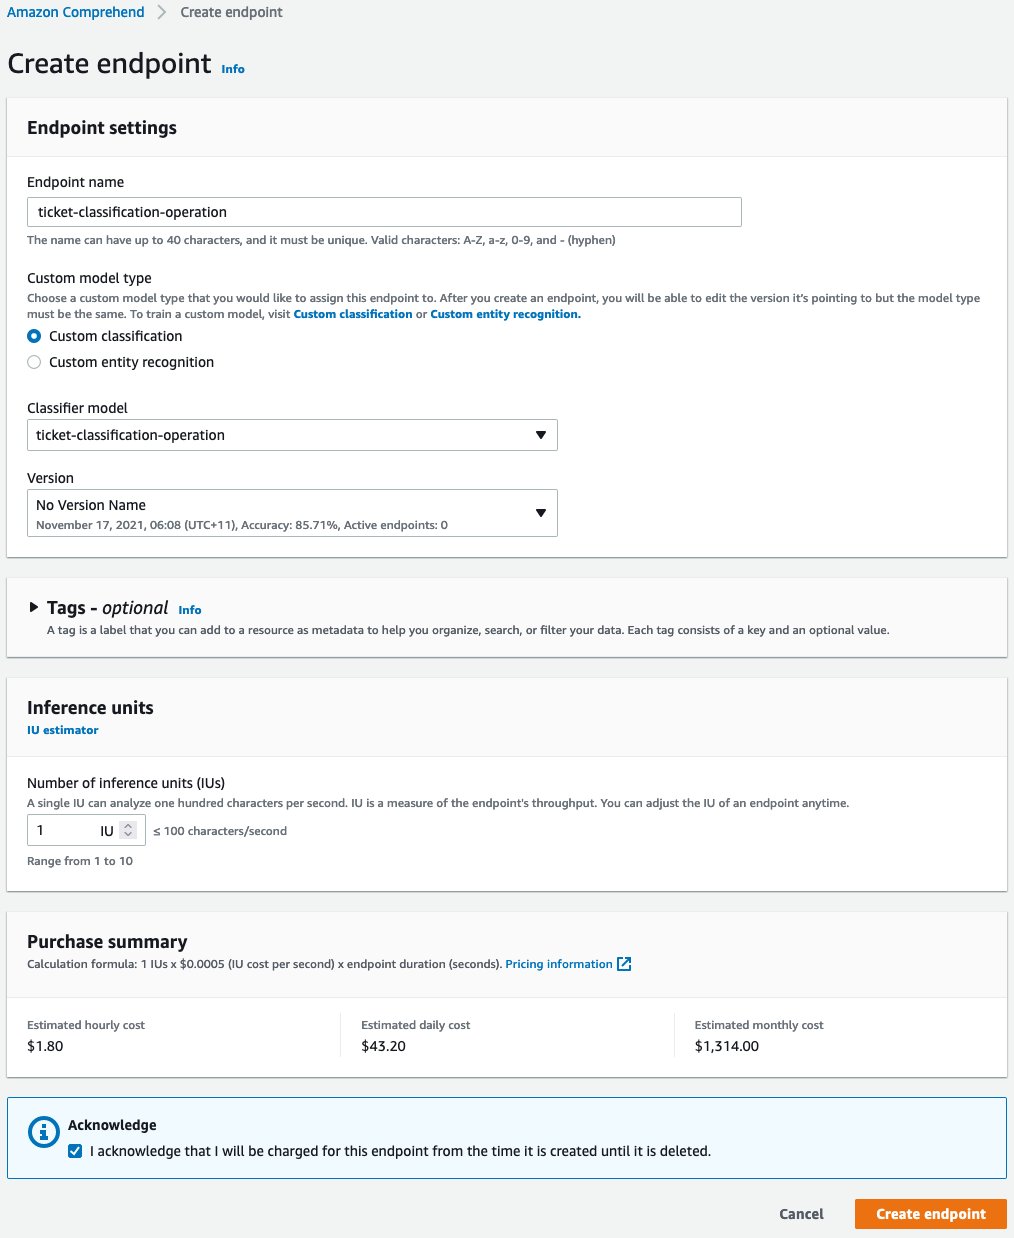 Amazon Comprehend > Create endpoint
Create endpoint Info
Endpoint settings
Endpoint name
ticket-classification-operation
The name can have up to 40 characters, and it must be unique. Valid characters: A-Z, a-z, 0-9, and - (hyphen)
Custom model type
Choose a custom model type that you would like to assign this endpoint to. After you create an endpoint, you will be able to edit the version it's pointing to but the model type
must be the same. To train a custom model, visit Custom classification or Custom entity recognition.
Custom classification
Custom entity recognition
Classifier model
ticket-classification-operation
Version
No Version Name
November 17, 2021, 06:08 (UTC+11), Accuracy: 85.71%, Active endpoints: 0
Tags - optional Info
A tag is a label that you can add to a resource as metadata to help you organize, search, or filter your data. Each tag consists of a key and an optional value.
Inference units
IU estimator
Number of inference units (IUs)
A single IU can analyze one hundred characters per second. IU is a measure of the endpoint's throughput. You can adjust the IU of an endpoint anytime.
1 IU ≤ 100 characters/second
Range from 1 to 10
Purchase summary
Calculation formula: 1 IUs x $0.0005 (IU cost per second) x endpoint duration (seconds). Pricing information
Estimated hourly cost Estimated daily cost Estimated monthly cost
$1.80 $43.20 $1,314.00
Acknowledge
I acknowledge that I will be charged for this endpoint from the time it is created until it is deleted.
Cancel Create endpoint